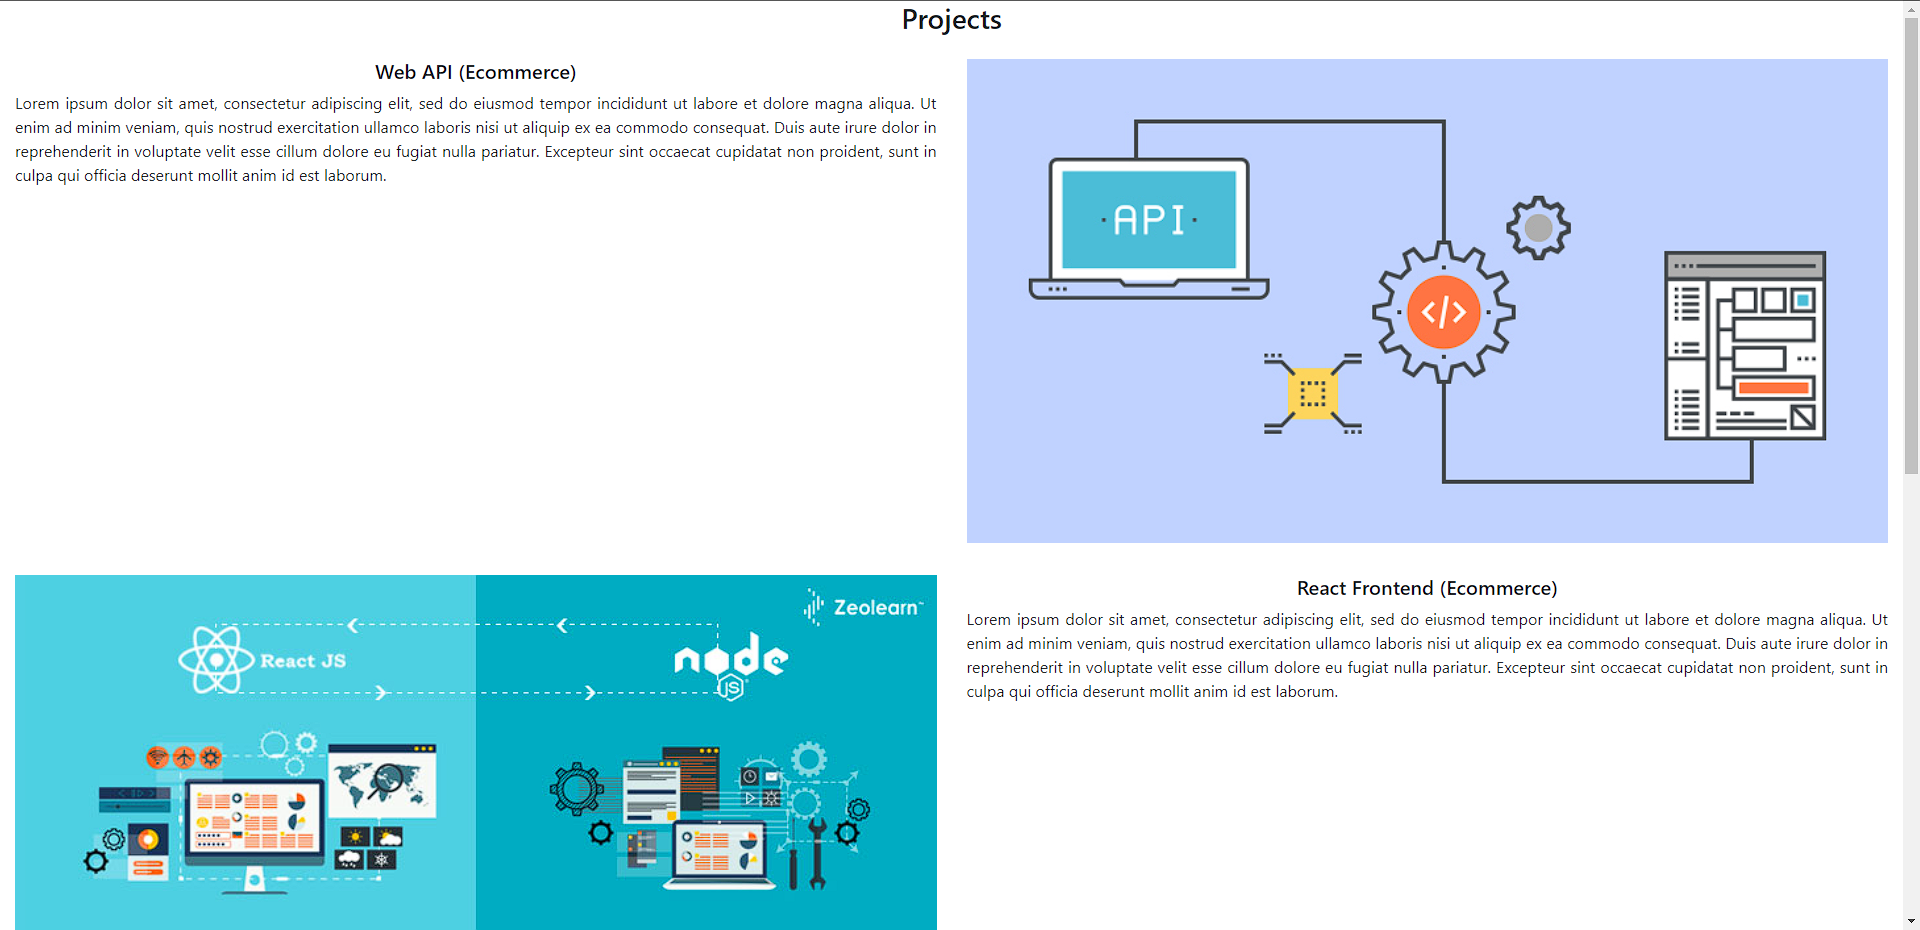 Projects
Web API (Ecommerce)
Lorem ipsum dolor sit amet, consectetur adipiscing elit, sed do eiusmod tempor incididunt ut labore et dolore magna aliqua. Ut
enim ad minim veniam, quis nostrud exercitation ullamco laboris nisi ut aliquip ex ea commodo consequat. Duis aute irure dolor in
reprehenderit in voluptate velit esse cillum dolore eu fugiat nulla pariatur. Excepteur sint occaecat cupidatat non proident, sunt in
culpa qui officia deserunt mollit anim id est laborum.
· API ·
</>
Zeolearn™
React JS
node
JS
React Frontend (Ecommerce)
Lorem ipsum dolor sit amet, consectetur adipiscing elit, sed do eiusmod tempor incididunt ut labore et dolore magna aliqua. Ut
enim ad minim veniam, quis nostrud exercitation ullamco laboris nisi ut aliquip ex ea commodo consequat. Duis aute irure dolor in
reprehenderit in voluptate velit esse cillum dolore eu fugiat nulla pariatur. Excepteur sint occaecat cupidatat non proident, sunt in
culpa qui officia deserunt mollit anim id est laborum.